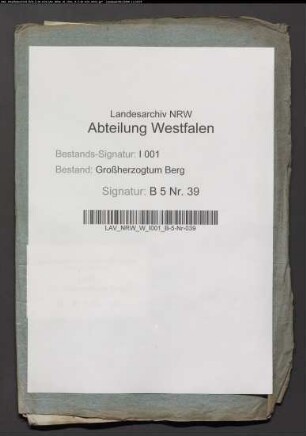 Landesarchiv NRW
Abteilung Westfalen
Bestands-Signatur: I 001
Bestand: Großherzogtum Berg
Signatur: B 5 Nr. 39
LAV_NRW_W_I001_B-5-Nr-039